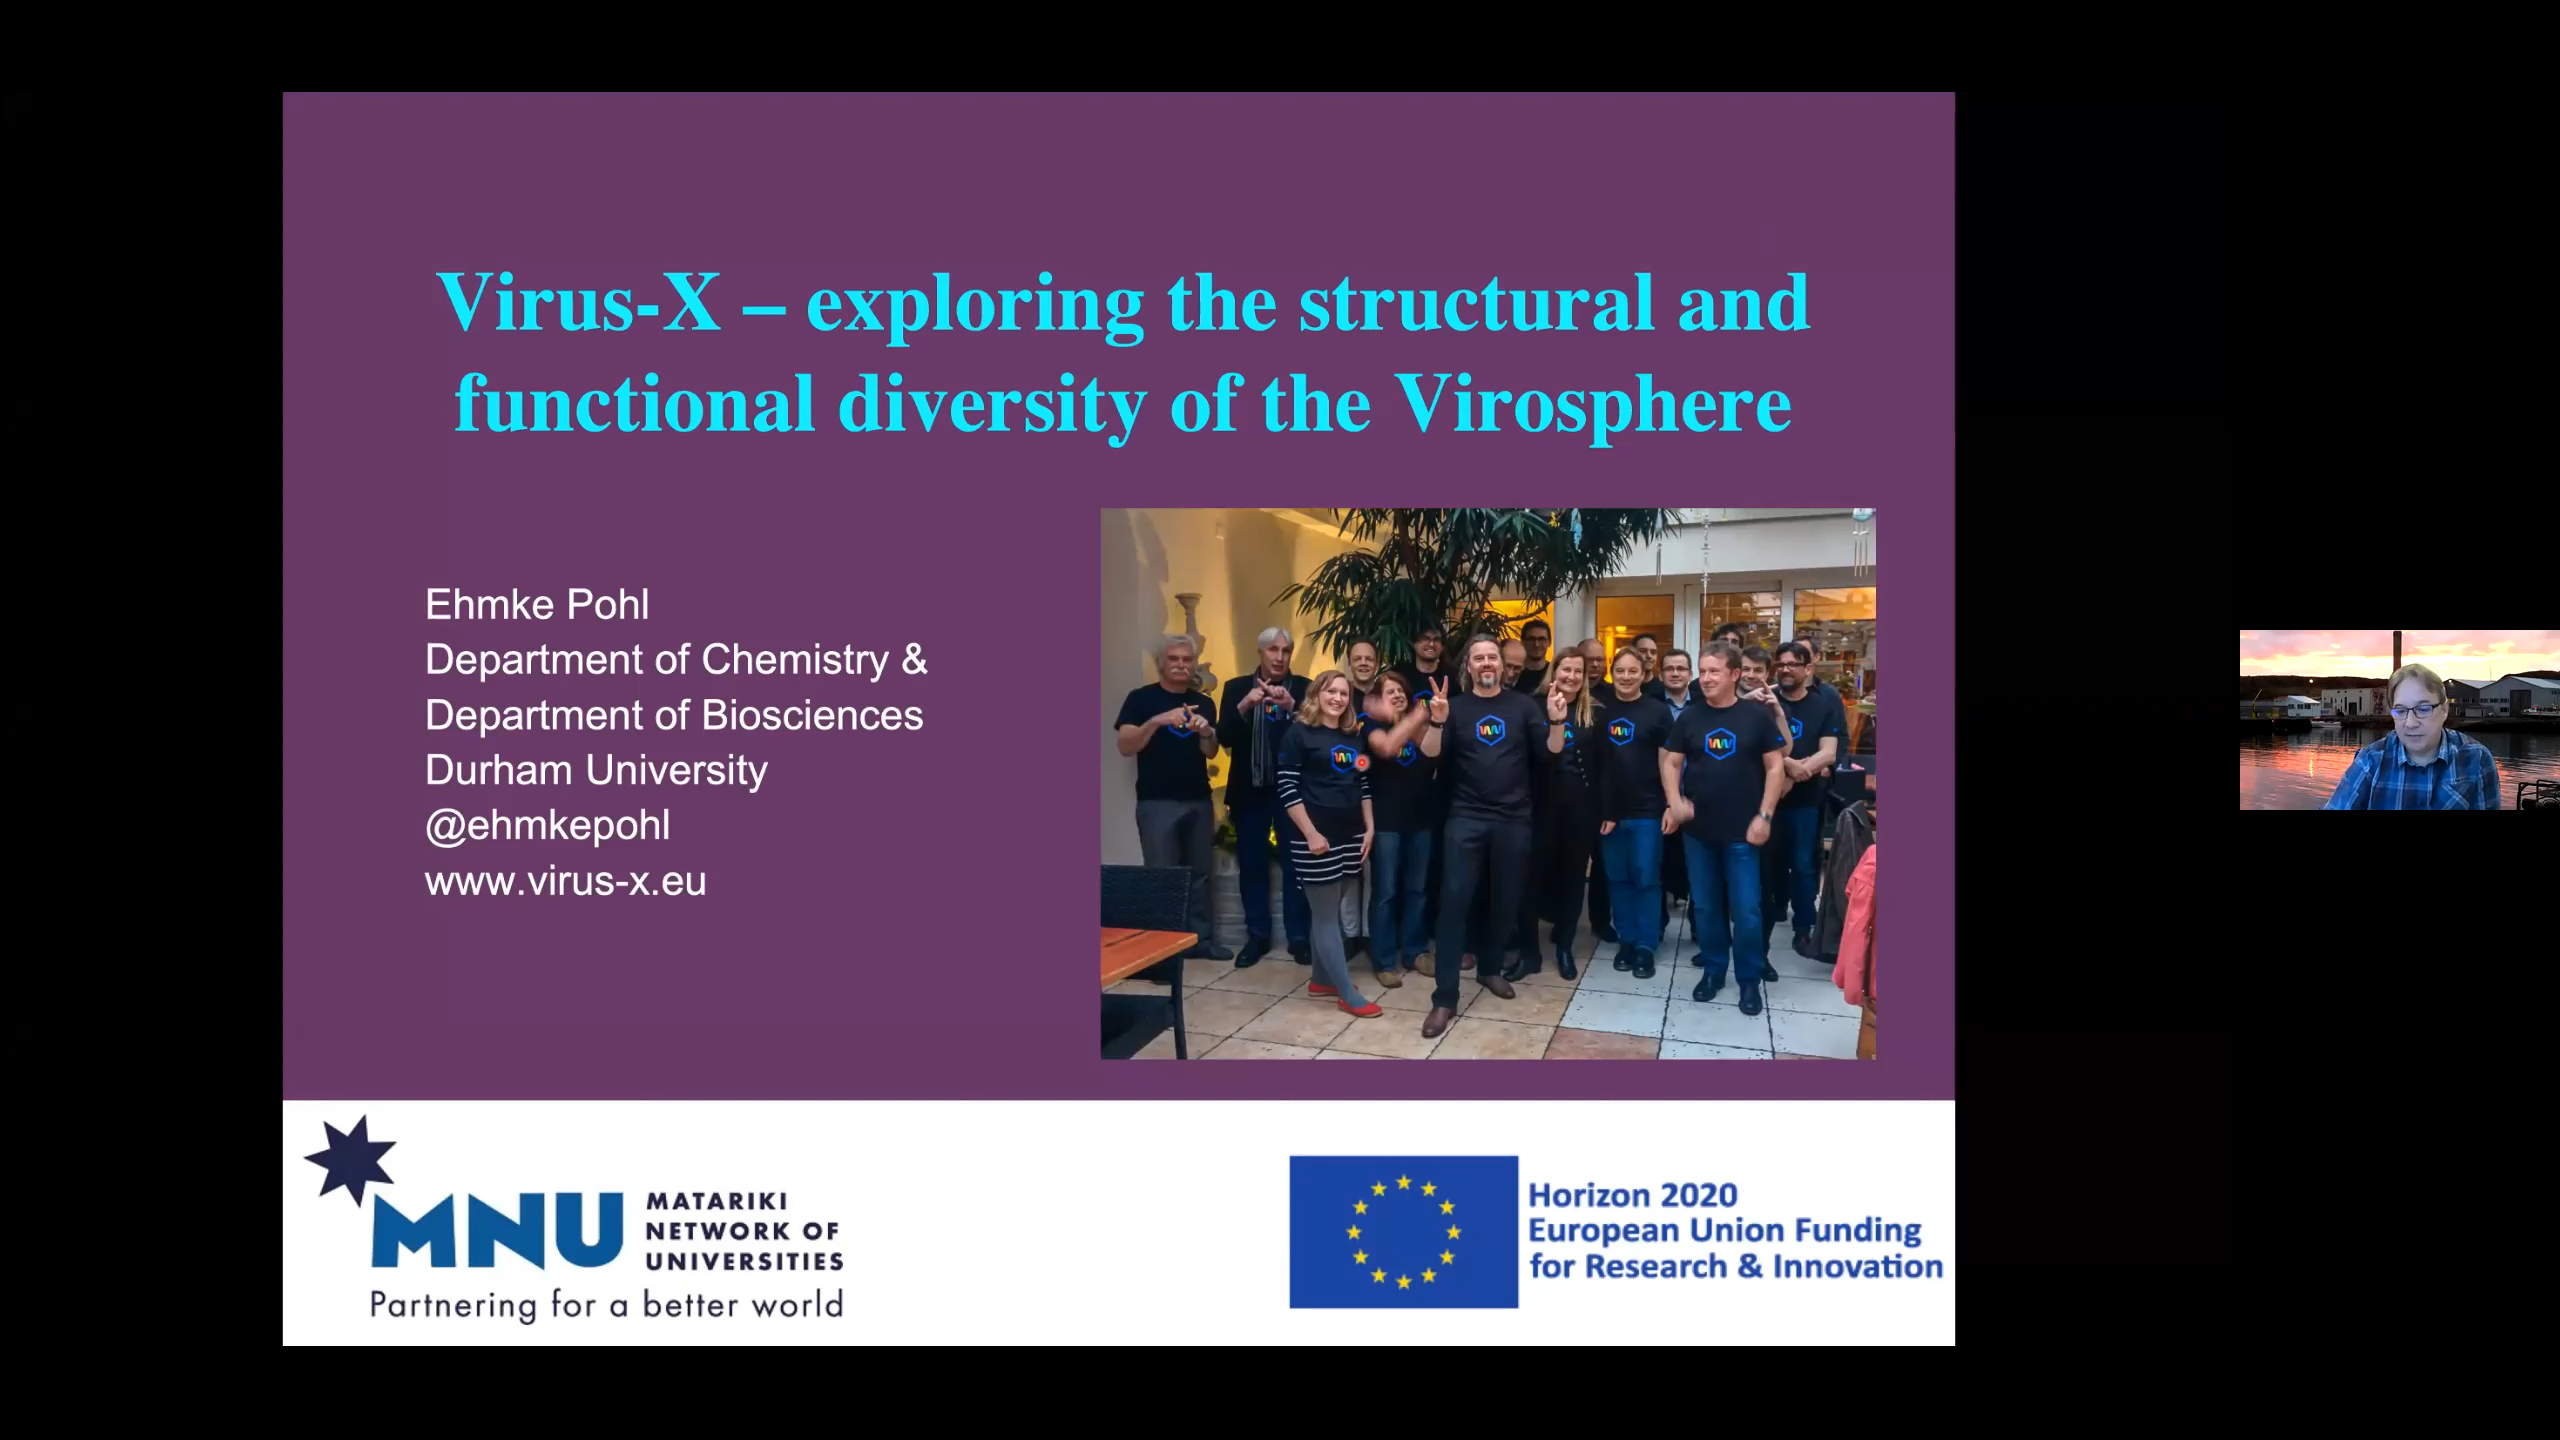 Virus-X – exploring the structural and
functional diversity of the Virosphere
Ehmke Pohl
Department of Chemistry &
Department of Biosciences
Durham University
@ehmkepohl
www.virus-x.eu
MNU
MATARIKI
NETWORK OF
UNIVERSITIES
Partnering for a better world
Horizon 2020
European Union Funding
for Research & Innovation